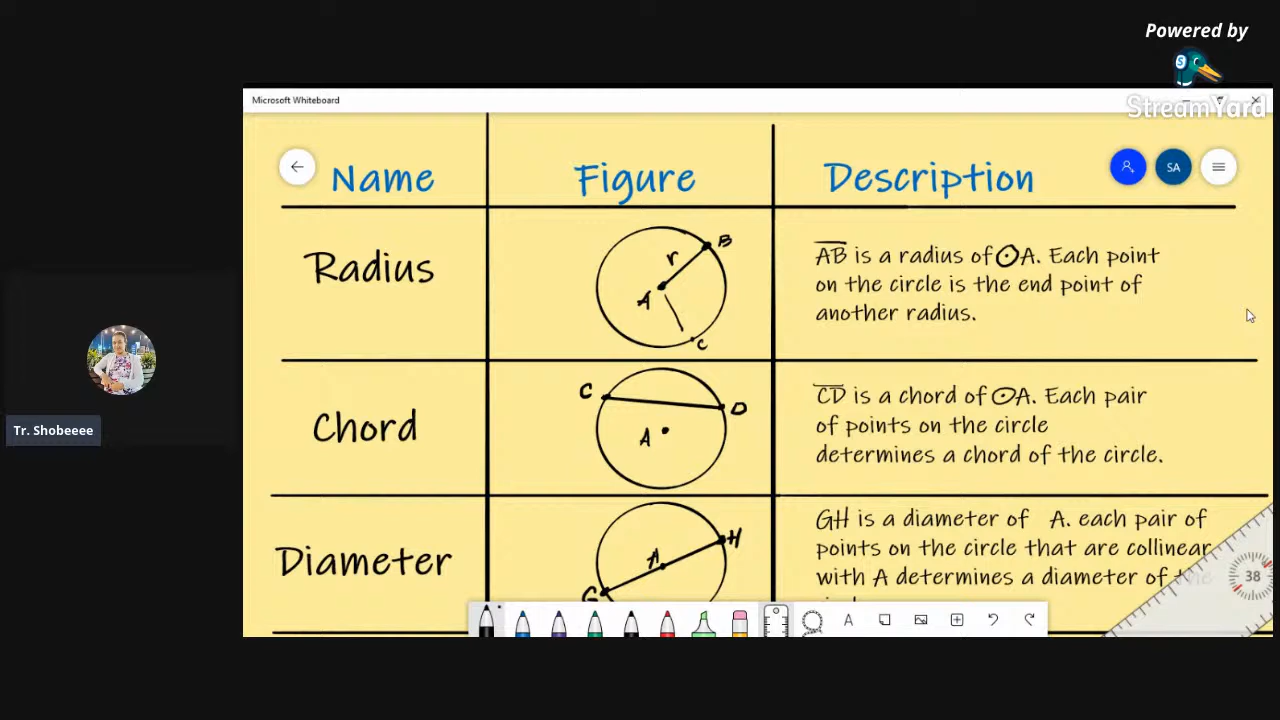 Powered by
StreamYard
Microsoft Whiteboard
Name Figure Description
SA
Radius
A B r C
AB is a radius of ⊙A. Each point
on the circle is the end point of
another radius.
Chord
C D A
CD is a chord of ⊙A. Each pair
of points on the circle
determines a chord of the circle.
Diameter
A H G
GH is a diameter of A. each pair of
points on the circle that are collinear
with A determines a diameter of the
38
A
Tr. Shobeeee